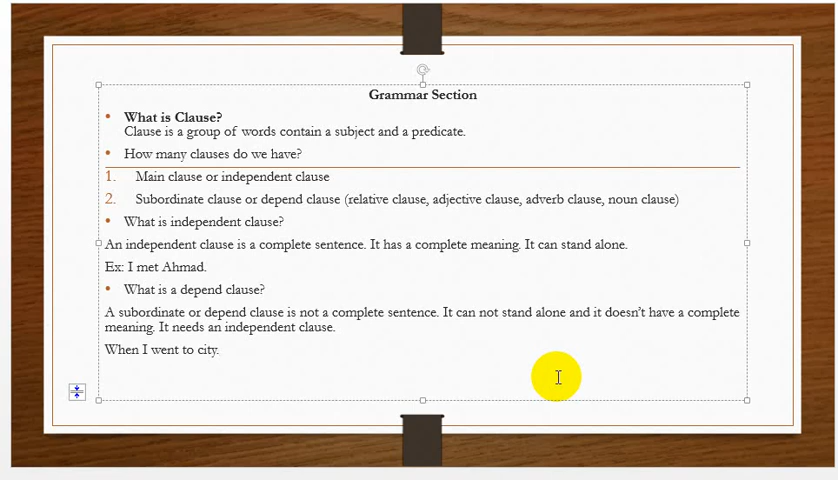 Grammar Section
• What is Clause?
Clause is a group of words contain a subject and a predicate.
• How many clauses do we have?
1. Main clause or independent clause
2. Subordinate clause or depend clause (relative clause, adjective clause, adverb clause, noun clause)
• What is independent clause?
An independent clause is a complete sentence. It has a complete meaning. It can stand alone.
Ex: I met Ahmad.
• What is a depend clause?
A subordinate or depend clause is not a complete sentence. It can not stand alone and it doesn't have a complete
meaning. It needs an independent clause.
When I went to city.